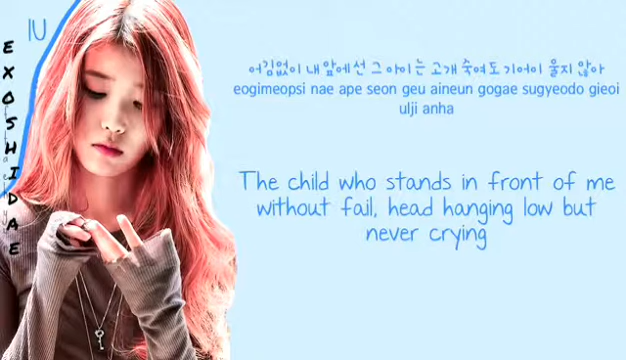 IU
EXOSHIDAE
어김없이 내 앞에 선 그 아이는 고개 숙여도 기어이 울지 않아
eogimeopsi nae ape seon geu aineun gogae sugyeodo gieoi
ulji anha
The child who stands in front of me
without fail, head hanging low but
never crying